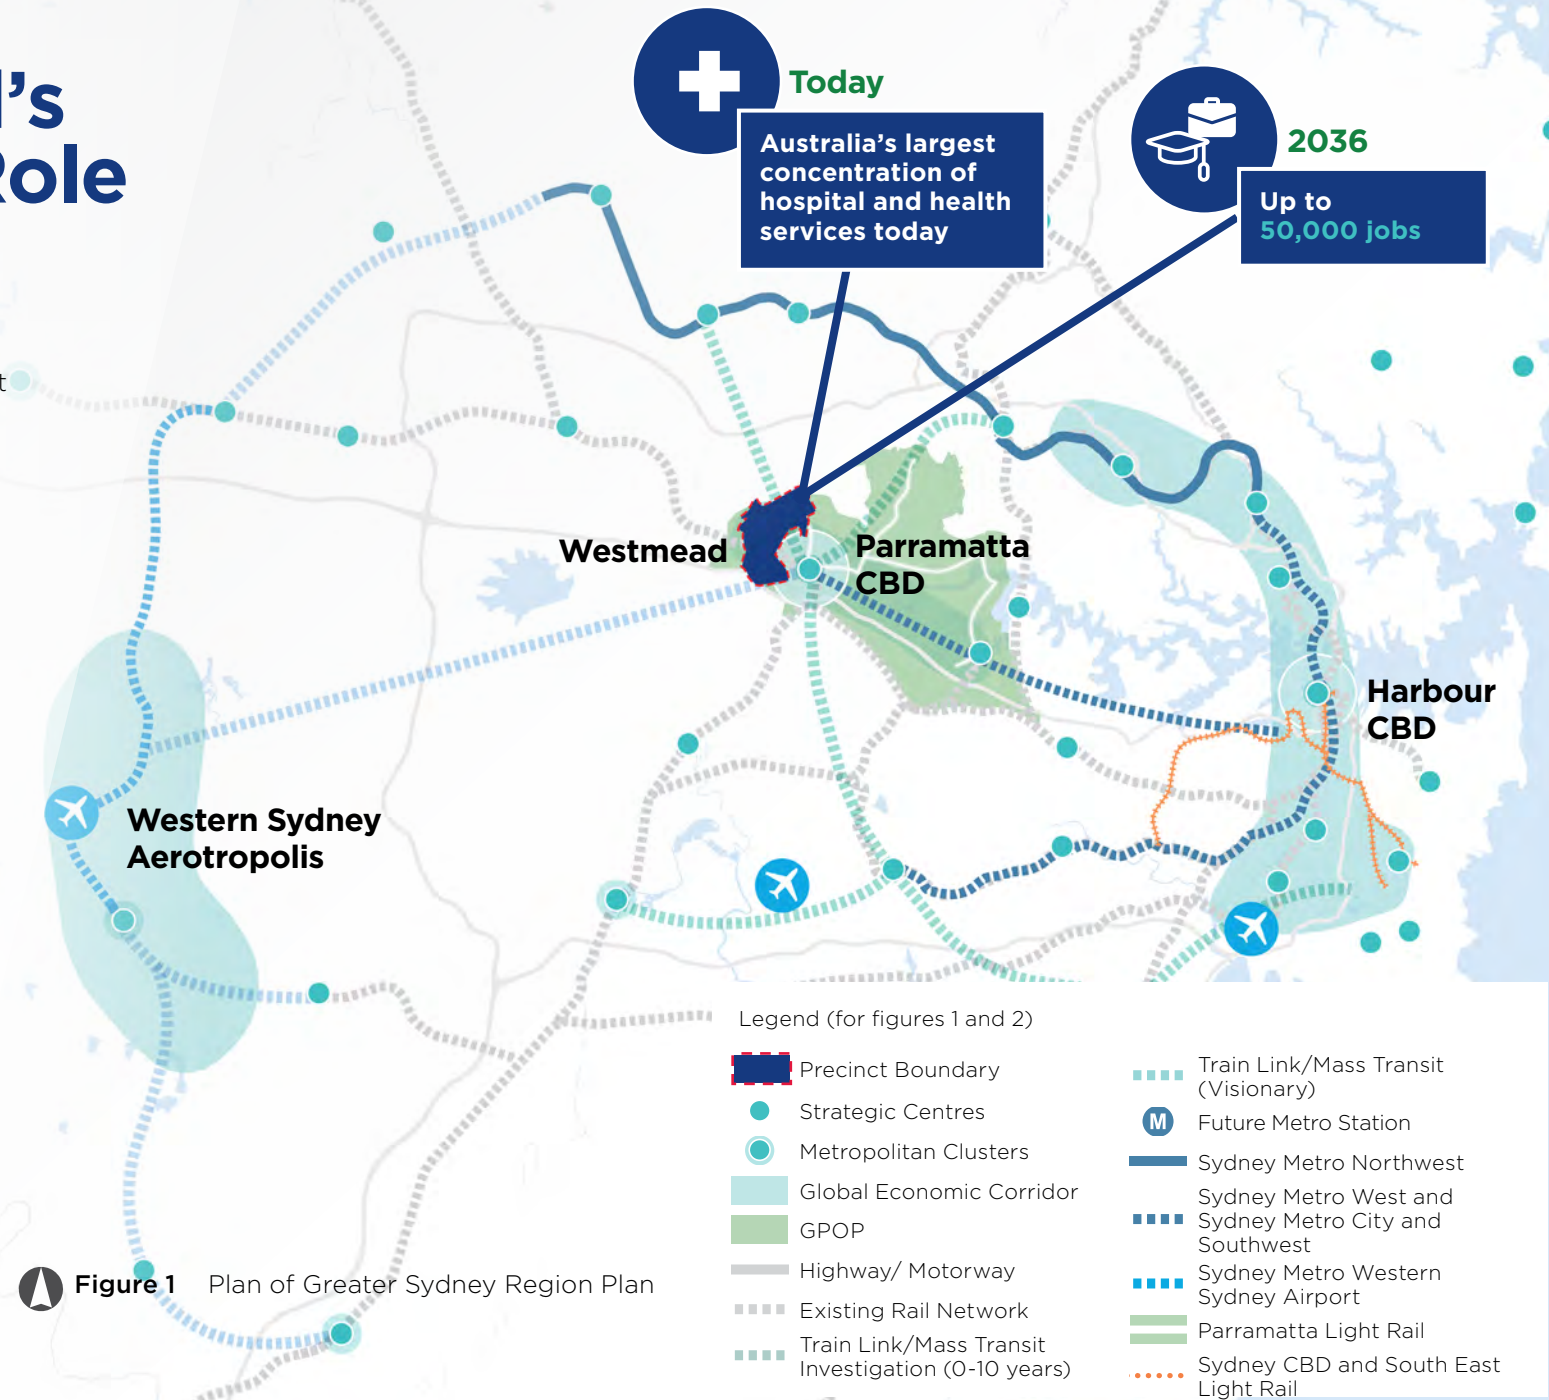 l's
Role
t
Today
Australia's largest
concentration of
hospital and health
services today
2036
Up to
50,000 jobs
Westmead
Parramatta
CBD
Harbour
CBD
Western Sydney
Aerotropolis
Legend (for figures 1 and 2)
Precinct Boundary
Strategic Centres
Metropolitan Clusters
Global Economic Corridor
GPOP
Highway/ Motorway
Existing Rail Network
Train Link/Mass Transit
Investigation (0-10 years)
Train Link/Mass Transit
(Visionary)
M Future Metro Station
Sydney Metro Northwest
Sydney Metro West and
Sydney Metro City and
Southwest
Sydney Metro Western
Sydney Airport
Parramatta Light Rail
Sydney CBD and South East
Light Rail
Figure 1 Plan of Greater Sydney Region Plan